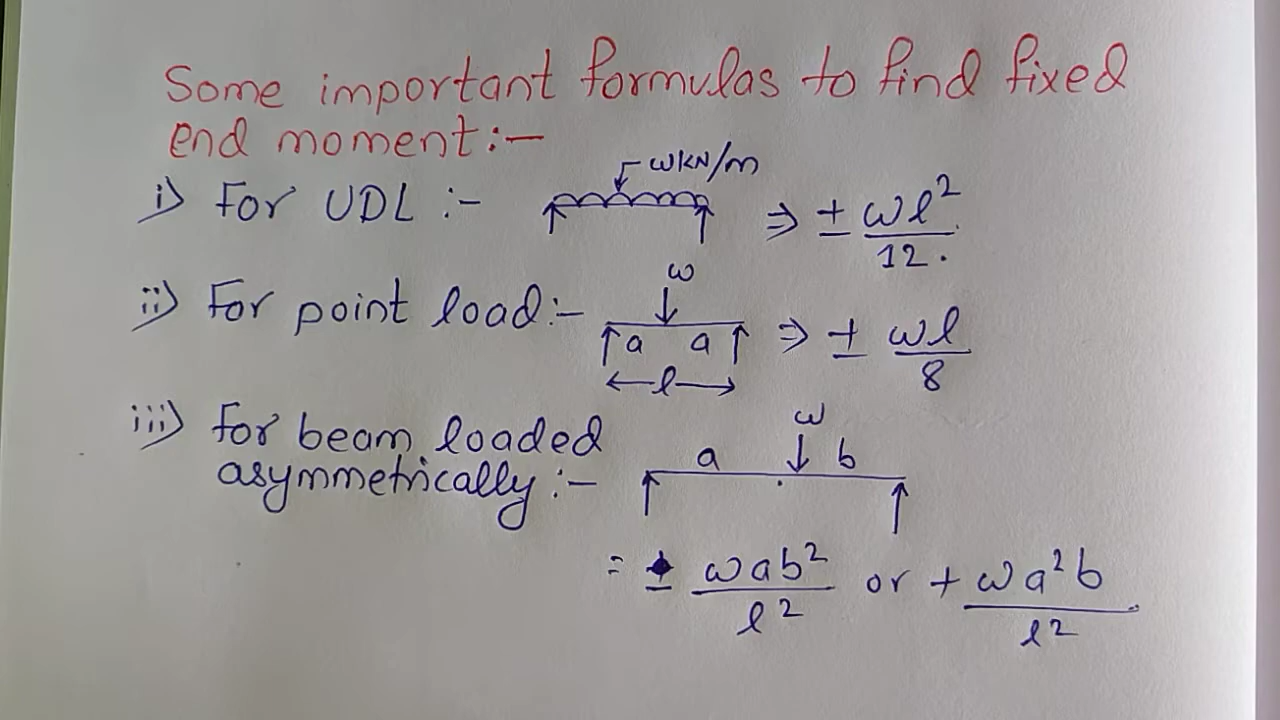 Some important formulas to find fixed
end moment:-
i) For UDL :- wKN/m ⇒ ± wl²/12.
ii) For point load:- w a a l ⇒ ± wl/8
iii) for beam loaded
asymmetrically :- a w b
= ± wab²/l² or + wa²b/l²